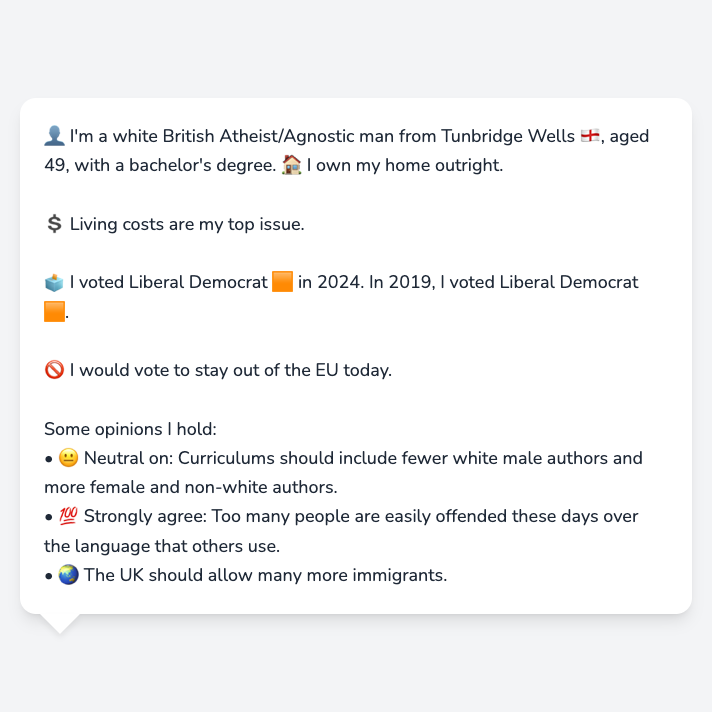 👤 I'm a white British Atheist/Agnostic man from Tunbridge Wells 🏴󠁧󠁢󠁥󠁮󠁧󠁿, aged
49, with a bachelor's degree. 🏠 I own my home outright.
💲 Living costs are my top issue.
🗳️ I voted Liberal Democrat 🟧 in 2024. In 2019, I voted Liberal Democrat
🟧.
🚫 I would vote to stay out of the EU today.
Some opinions I hold:
• 😐 Neutral on: Curriculums should include fewer white male authors and
more female and non-white authors.
• 💯 Strongly agree: Too many people are easily offended these days over
the language that others use.
• 🌏 The UK should allow many more immigrants.